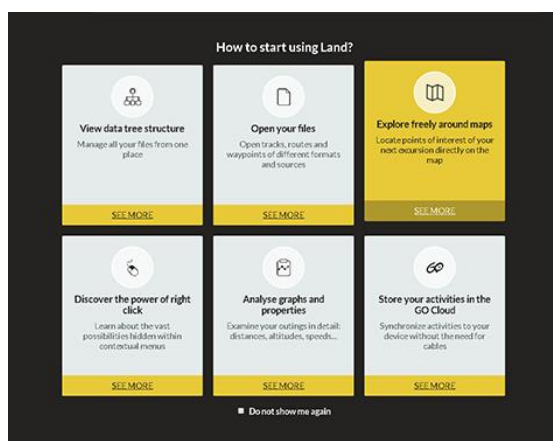 How to start using Land?
View data tree structure
Manage all your files from one
place
SEE MORE
Open your files
Open tracks, routes and
waypoints of different formats
and sources
SEE MORE
Explore freely around maps
Locate points of interest of your
next excursion directly on the
map
SEE MORE
Discover the power of right
click
Learn about the vast
possibilities hidden within
contextual menus
SEE MORE
Analyse graphs and
properties
Examine your outings in detail:
distances, altitudes, speeds...
SEE MORE
Store your activities in the
GO Cloud
Synchronize activities to your
device without the need for
cables
SEE MORE
Do not show me again